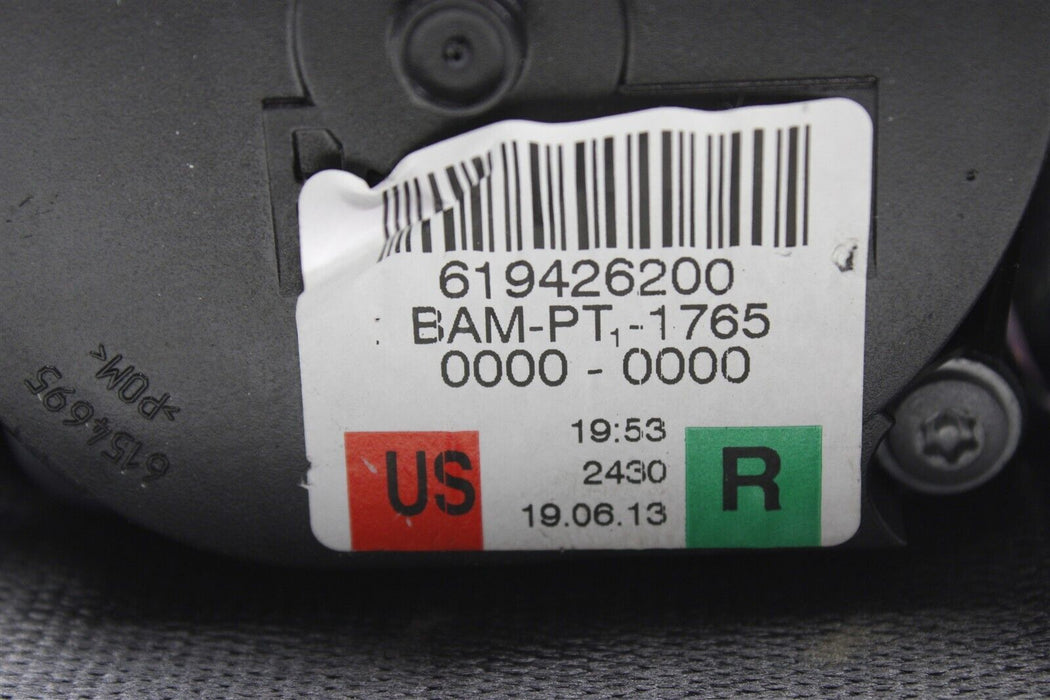 619426200
BAM-PT1-1765
0000 - 0000
19:53
2430
19.06.13
US
R
>POM<
6154695